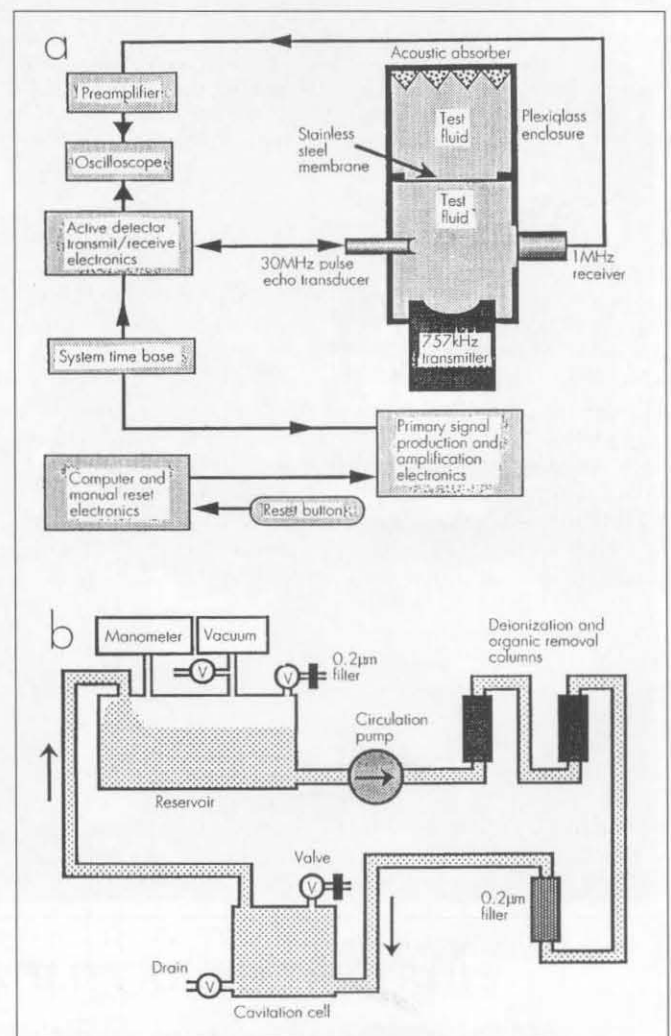 a
Acoustic absorber
Preamplifier
Test
fluid
Plexiglass
enclosure
Stainless
steel
membrane
Oscilloscope
Test
fluid
Active detector
transmit/receive
electronics
30MHz pulse
echo transducer
1MHz
receiver
757kHz
transmitter
System time base
Primary signal
production and
amplification
electronics
Computer and
manual reset
electronics
Reset button
b
Manometer
Vacuum
V
V
0.2μm
filter
Deionization and
organic removal
columns
Circulation
pump
Reservoir
Valve
V
0.2μm
filter
Drain
V
Cavitation cell